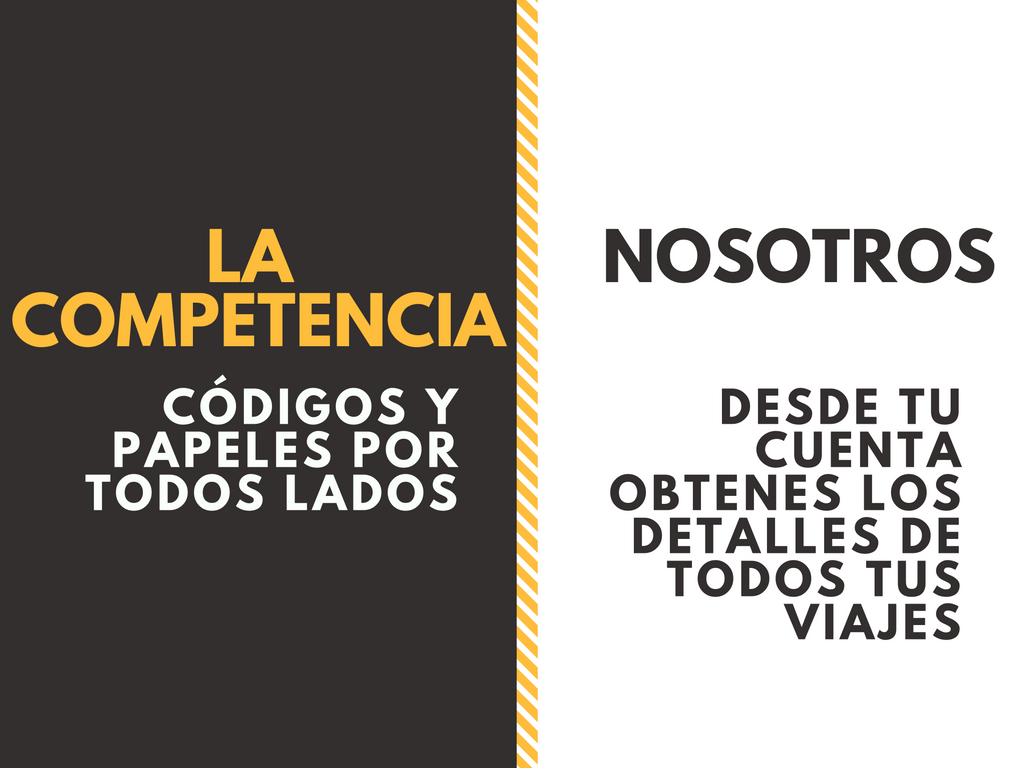 LA
COMPETENCIA
CÓDIGOS Y
PAPELES POR
TODOS LADOS
NOSOTROS
DESDE TU
CUENTA
OBTENES LOS
DETALLES DE
TODOS TUS
VIAJES